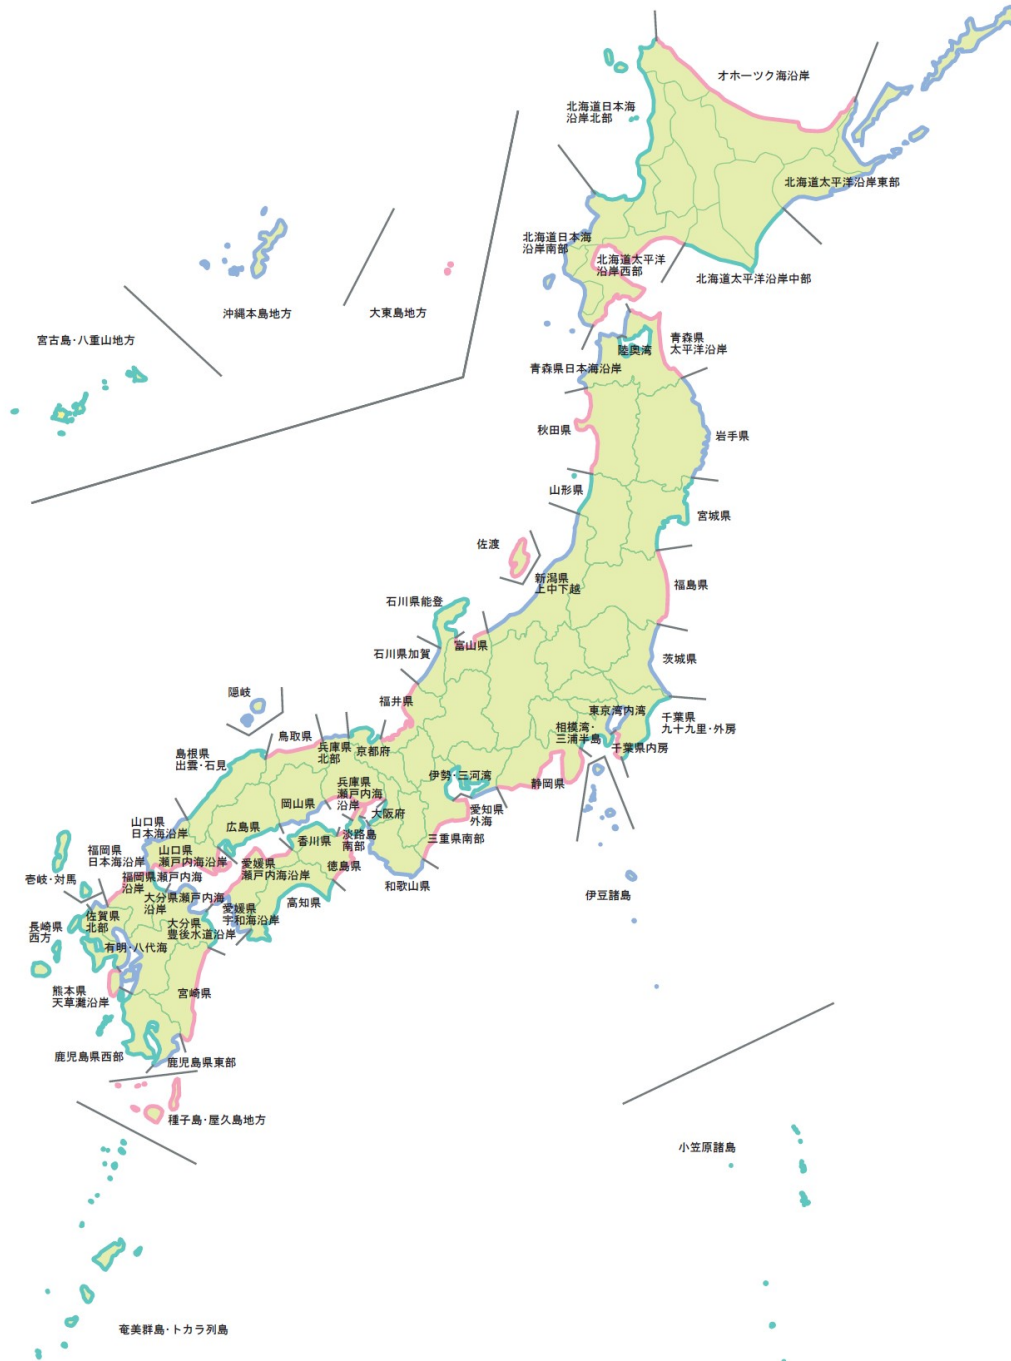 オホーツク海沿岸
北海道日本海
沿岸北部
北海道太平洋沿岸東部
北海道日本海
沿岸南部
北海道太平洋
沿岸西部
北海道太平洋沿岸中部
沖縄本島地方
大東島地方
宮古島・八重山地方
青森県
太平洋沿岸
陸奥湾
青森県日本海沿岸
秋田県
岩手県
山形県
宮城県
佐渡
新潟県
上中下越
福島県
石川県能登
富山県
石川県加賀
茨城県
隠岐
福井県
東京湾内湾
千葉県
九十九里・外房
相模湾・
三浦半島
千葉県内房
鳥取県
兵庫県
北部
京都府
島根県
出雲・石見
伊勢・三河湾
静岡県
兵庫県
瀬戸内海
沿岸
岡山県
大阪府
愛知県
外海
山口県
日本海沿岸
広島県
香川県
淡路島
南部
三重県南部
福岡県
日本海沿岸
山口県
瀬戸内海沿岸
愛媛県
瀬戸内海沿岸
徳島県
和歌山県
壱岐・対馬
福岡県瀬戸内海
沿岸
大分県瀬戸内海
沿岸
高知県
伊豆諸島
佐賀県
北部
愛媛県
宇和海沿岸
長崎県
西方
大分県
豊後水道沿岸
有明・八代海
熊本県
天草灘沿岸
宮崎県
鹿児島県西部
鹿児島県東部
種子島・屋久島地方
小笠原諸島
奄美群島・トカラ列島